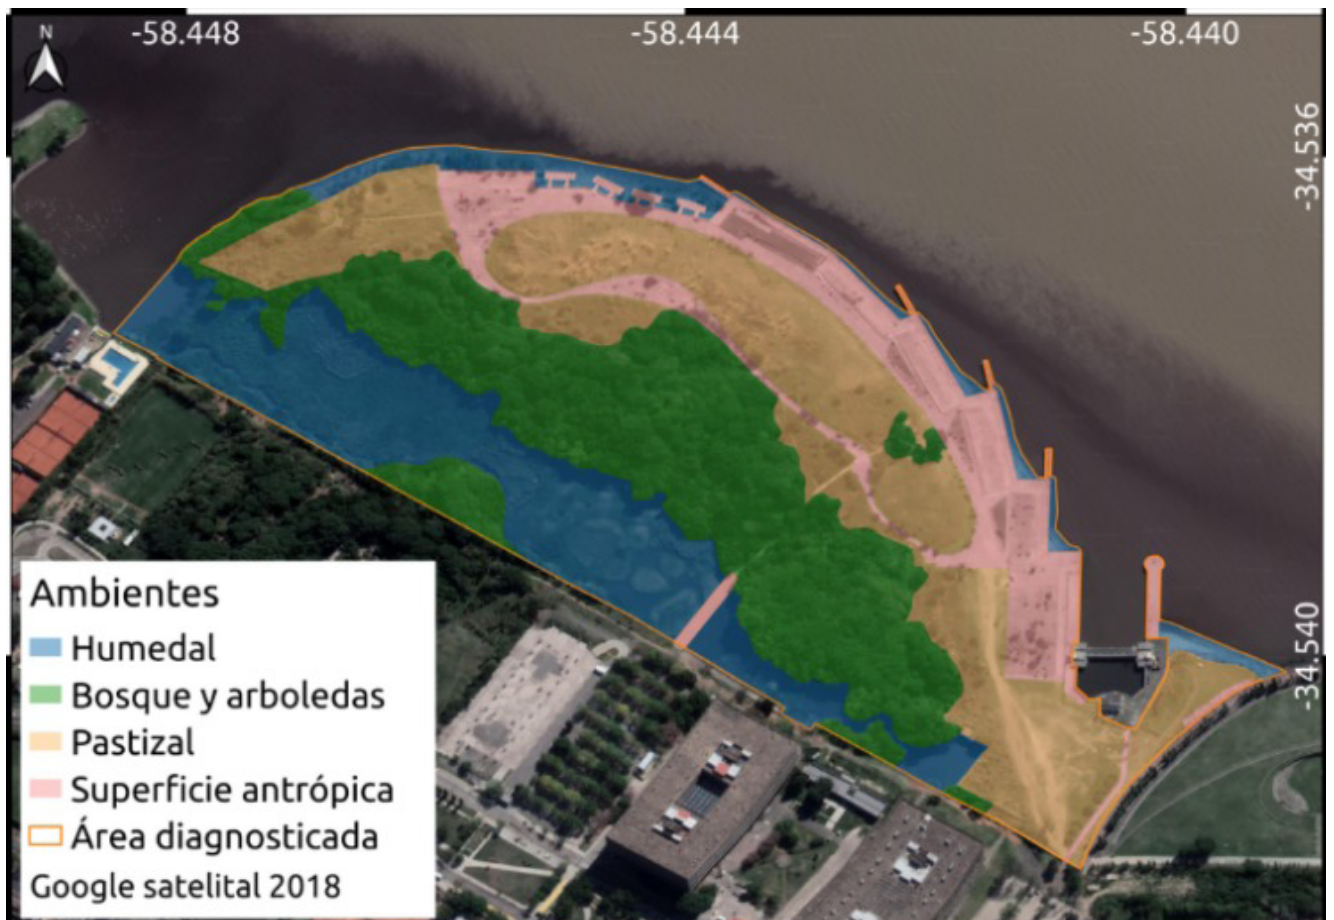 N
-58.448
-58.444
-58.440
-34.536
-34.540
Ambientes
Humedal
Bosque y arboledas
Pastizal
Superficie antrópica
Área diagnosticada
Google satelital 2018